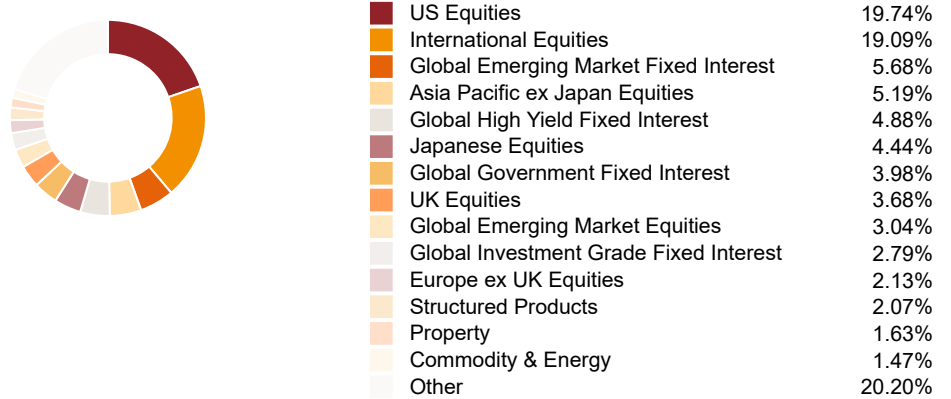 US Equities 19.74%
International Equities 19.09%
Global Emerging Market Fixed Interest 5.68%
Asia Pacific ex Japan Equities 5.19%
Global High Yield Fixed Interest 4.88%
Japanese Equities 4.44%
Global Government Fixed Interest 3.98%
UK Equities 3.68%
Global Emerging Market Equities 3.04%
Global Investment Grade Fixed Interest 2.79%
Europe ex UK Equities 2.13%
Structured Products 2.07%
Property 1.63%
Commodity & Energy 1.47%
Other 20.20%